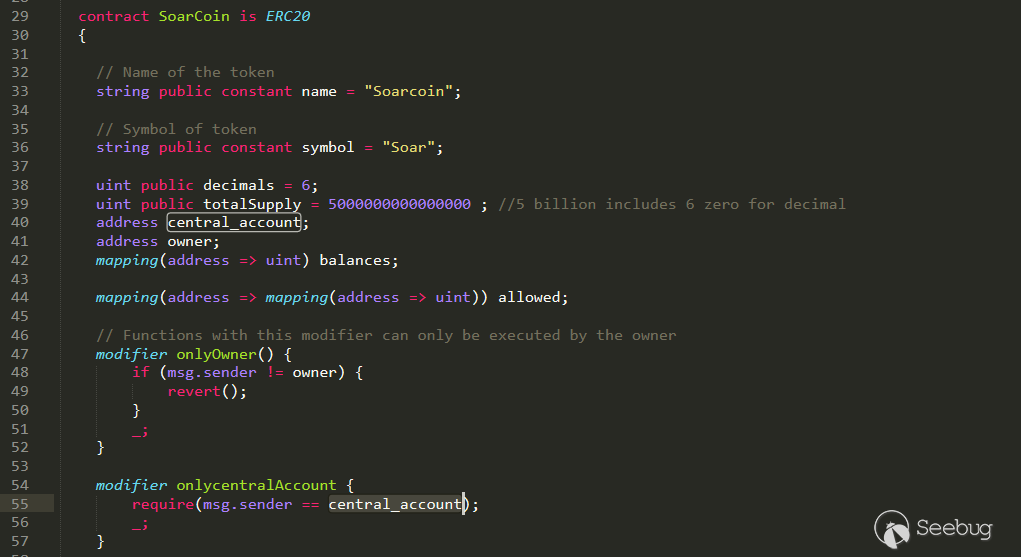 29 contract SoarCoin is ERC20
30 {
31
32 // Name of the token
33 string public constant name = "Soarcoin";
34
35 // Symbol of token
36 string public constant symbol = "Soar";
37
38 uint public decimals = 6;
39 uint public totalSupply = 5000000000000000 ; //5 billion includes 6 zero for decimal
40 address central_account;
41 address owner;
42 mapping(address => uint) balances;
43
44 mapping(address => mapping(address => uint)) allowed;
45
46 // Functions with this modifier can only be executed by the owner
47 modifier onlyOwner() {
48 if (msg.sender != owner) {
49 revert();
50 }
51 _;
52 }
53
54 modifier onlycentralAccount {
55 require(msg.sender == central_account);
56 _;
57 }
Seebug